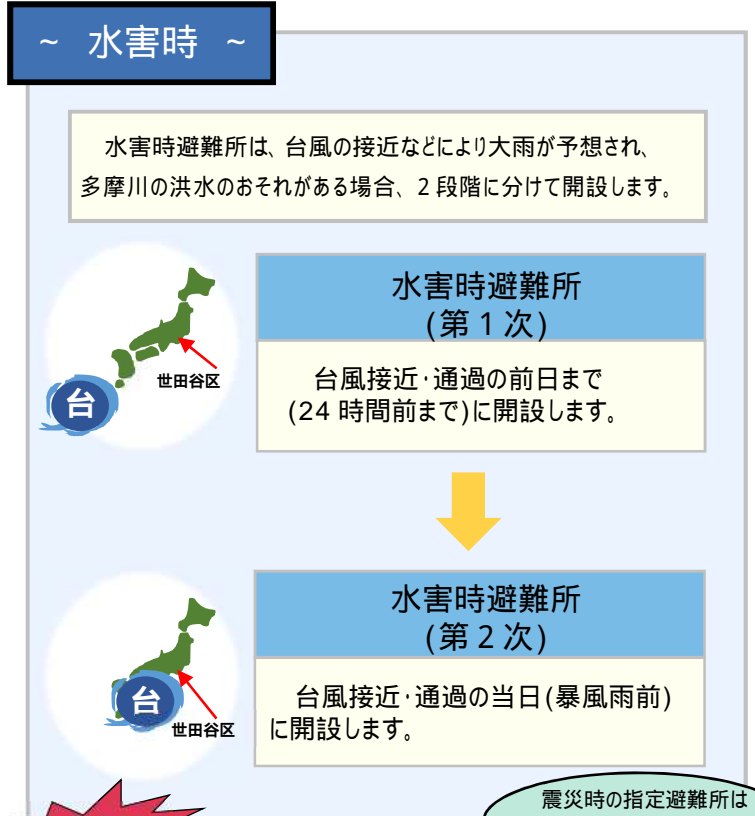 ~ 水害時 ~
水害時避難所は、台風の接近などにより大雨が予想され、
多摩川の洪水のおそれがある場合、2段階に分けて開設します。
水害時避難所
(第1次)
台風接近・通過の前日まで
(24時間前まで)に開設します。
世田谷区
台
水害時避難所
(第2次)
台風接近・通過の当日(暴風雨前)
に開設します。
台
世田谷区
震災時の指定避難所は